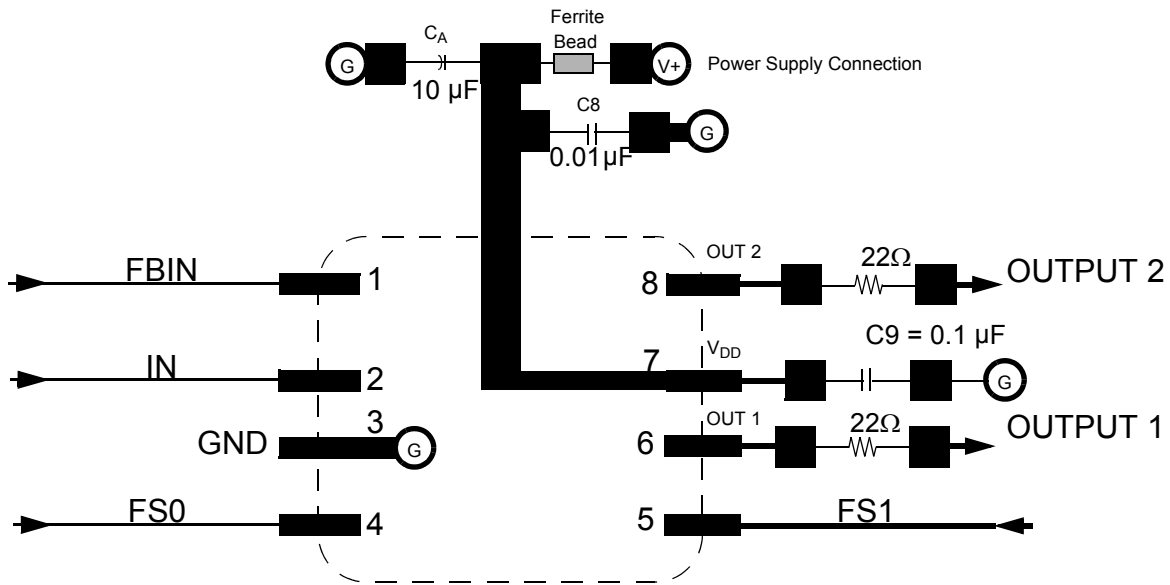 Ferrite
Bead
C_A
G
V+
Power Supply Connection
10 µF
C8
G
0.01µF
FBIN
1
8
OUT 2
22Ω
OUTPUT 2
IN
2
7
V_DD
C9 = 0.1 µF
G
GND
3
G
6
OUT 1
22Ω
OUTPUT 1
FS0
4
5
FS1